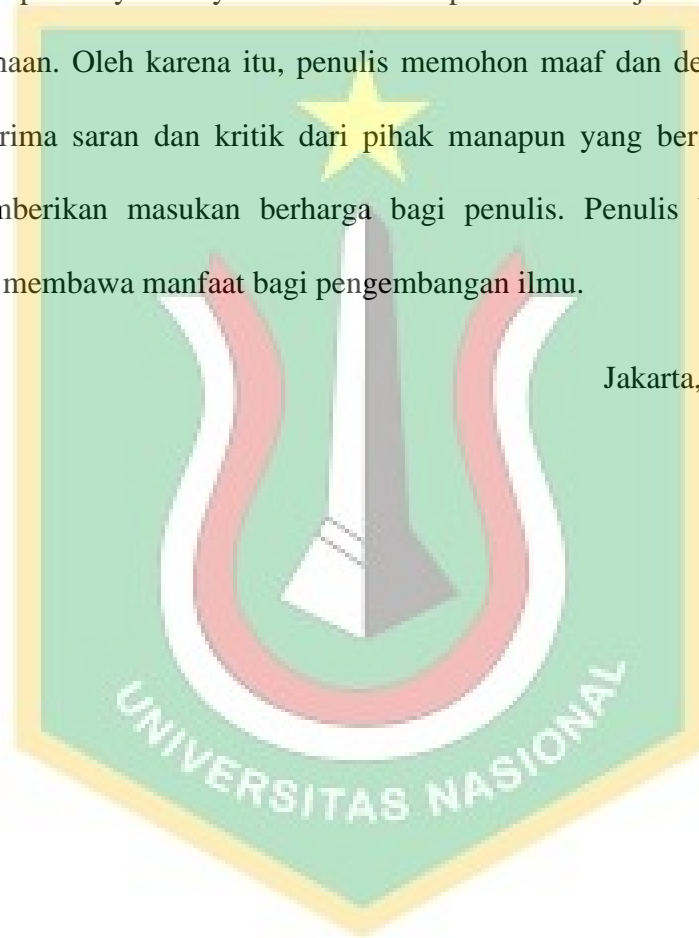 naan. Oleh karena itu, penulis memohon maaf dan de
rima saran dan kritik dari pihak manapun yang ber
mberikan masukan berharga bagi penulis. Penulis
membawa manfaat bagi pengembangan ilmu.
Jakarta,
UNIVERSITAS NASIONAL